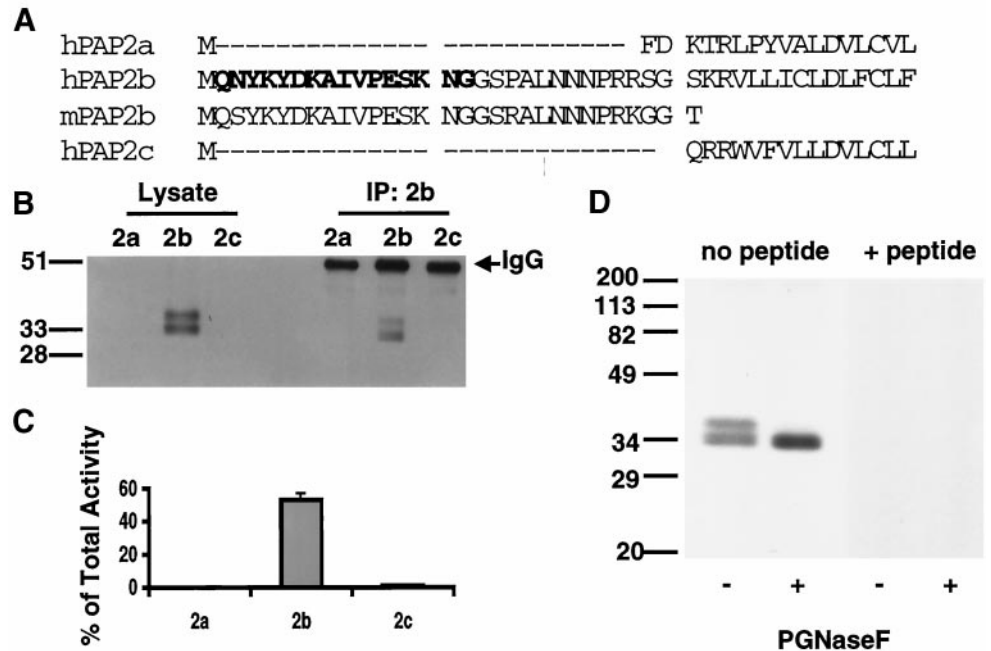 A
hPAP2a M--------------- ------------- FD KTRLPYVALDVLCVL
hPAP2b MQNYKYDKAIVPESK NGGSPALNNNPRRSG SKRVLLICLDLFCLF
mPAP2b MQSYKYDKAIVPESK NGGSRALNNNPRKGG T
hPAP2c M--------------- --------------- QRRWVFVLLDVLCLL
B
Lysate IP: 2b
2a 2b 2c 2a 2b 2c
51 IgG
33
28
C
% of Total Activity
60
40
20
0
2a 2b 2c
D
no peptide + peptide
200
113
82
49
34
29
20
- + - +
PGNaseF